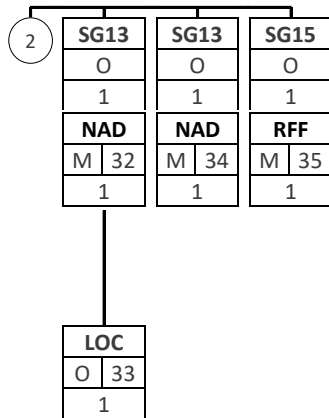 2
SG13 SG13 SG15
O O O
1 1 1
NAD NAD RFF
M 32 M 34 M 35
1 1 1
LOC
O 33
1